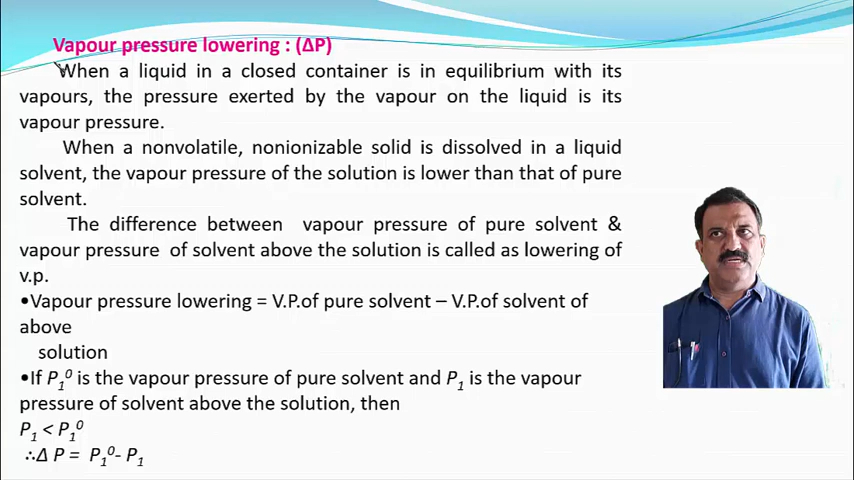 Vapour pressure lowering : (ΔP)
When a liquid in a closed container is in equilibrium with its
vapours, the pressure exerted by the vapour on the liquid is its
vapour pressure.
When a nonvolatile, nonionizable solid is dissolved in a liquid
solvent, the vapour pressure of the solution is lower than that of pure
solvent.
The difference between vapour pressure of pure solvent &
vapour pressure of solvent above the solution is called as lowering of
v.p.
•Vapour pressure lowering = V.P.of pure solvent – V.P.of solvent of
above
solution
•If P₁⁰ is the vapour pressure of pure solvent and P₁ is the vapour
pressure of solvent above the solution, then
P₁ < P₁⁰
∴Δ P = P₁⁰- P₁